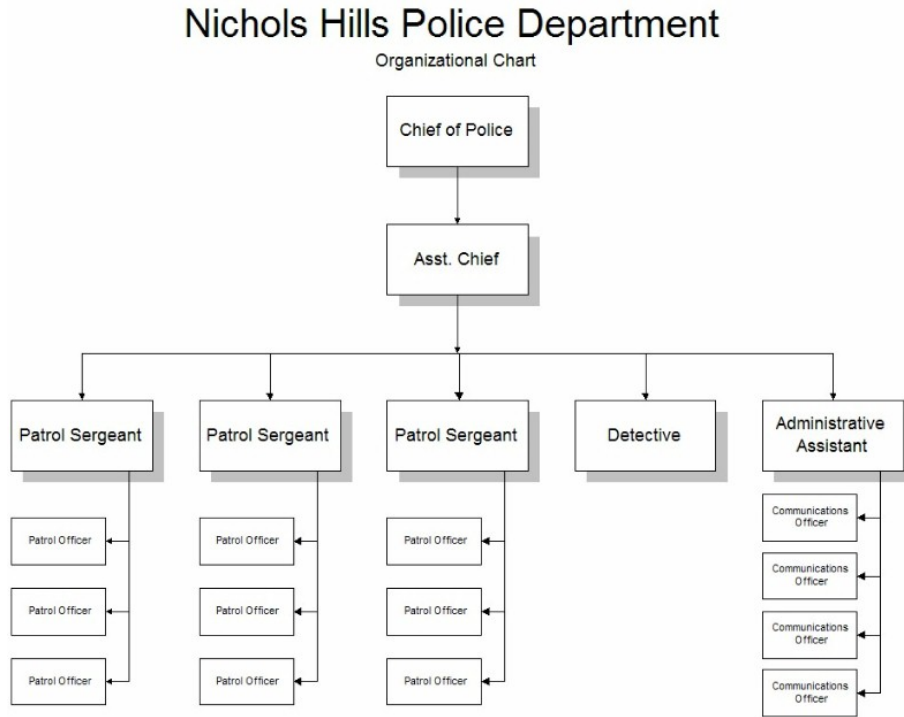 Nichols Hills Police Department
Organizational Chart
Chief of Police
Asst. Chief
Patrol Sergeant
Patrol Sergeant
Patrol Sergeant
Detective
Administrative
Assistant
Patrol Officer
Patrol Officer
Patrol Officer
Patrol Officer
Patrol Officer
Patrol Officer
Patrol Officer
Patrol Officer
Patrol Officer
Communications
Officer
Communications
Officer
Communications
Officer
Communications
Officer